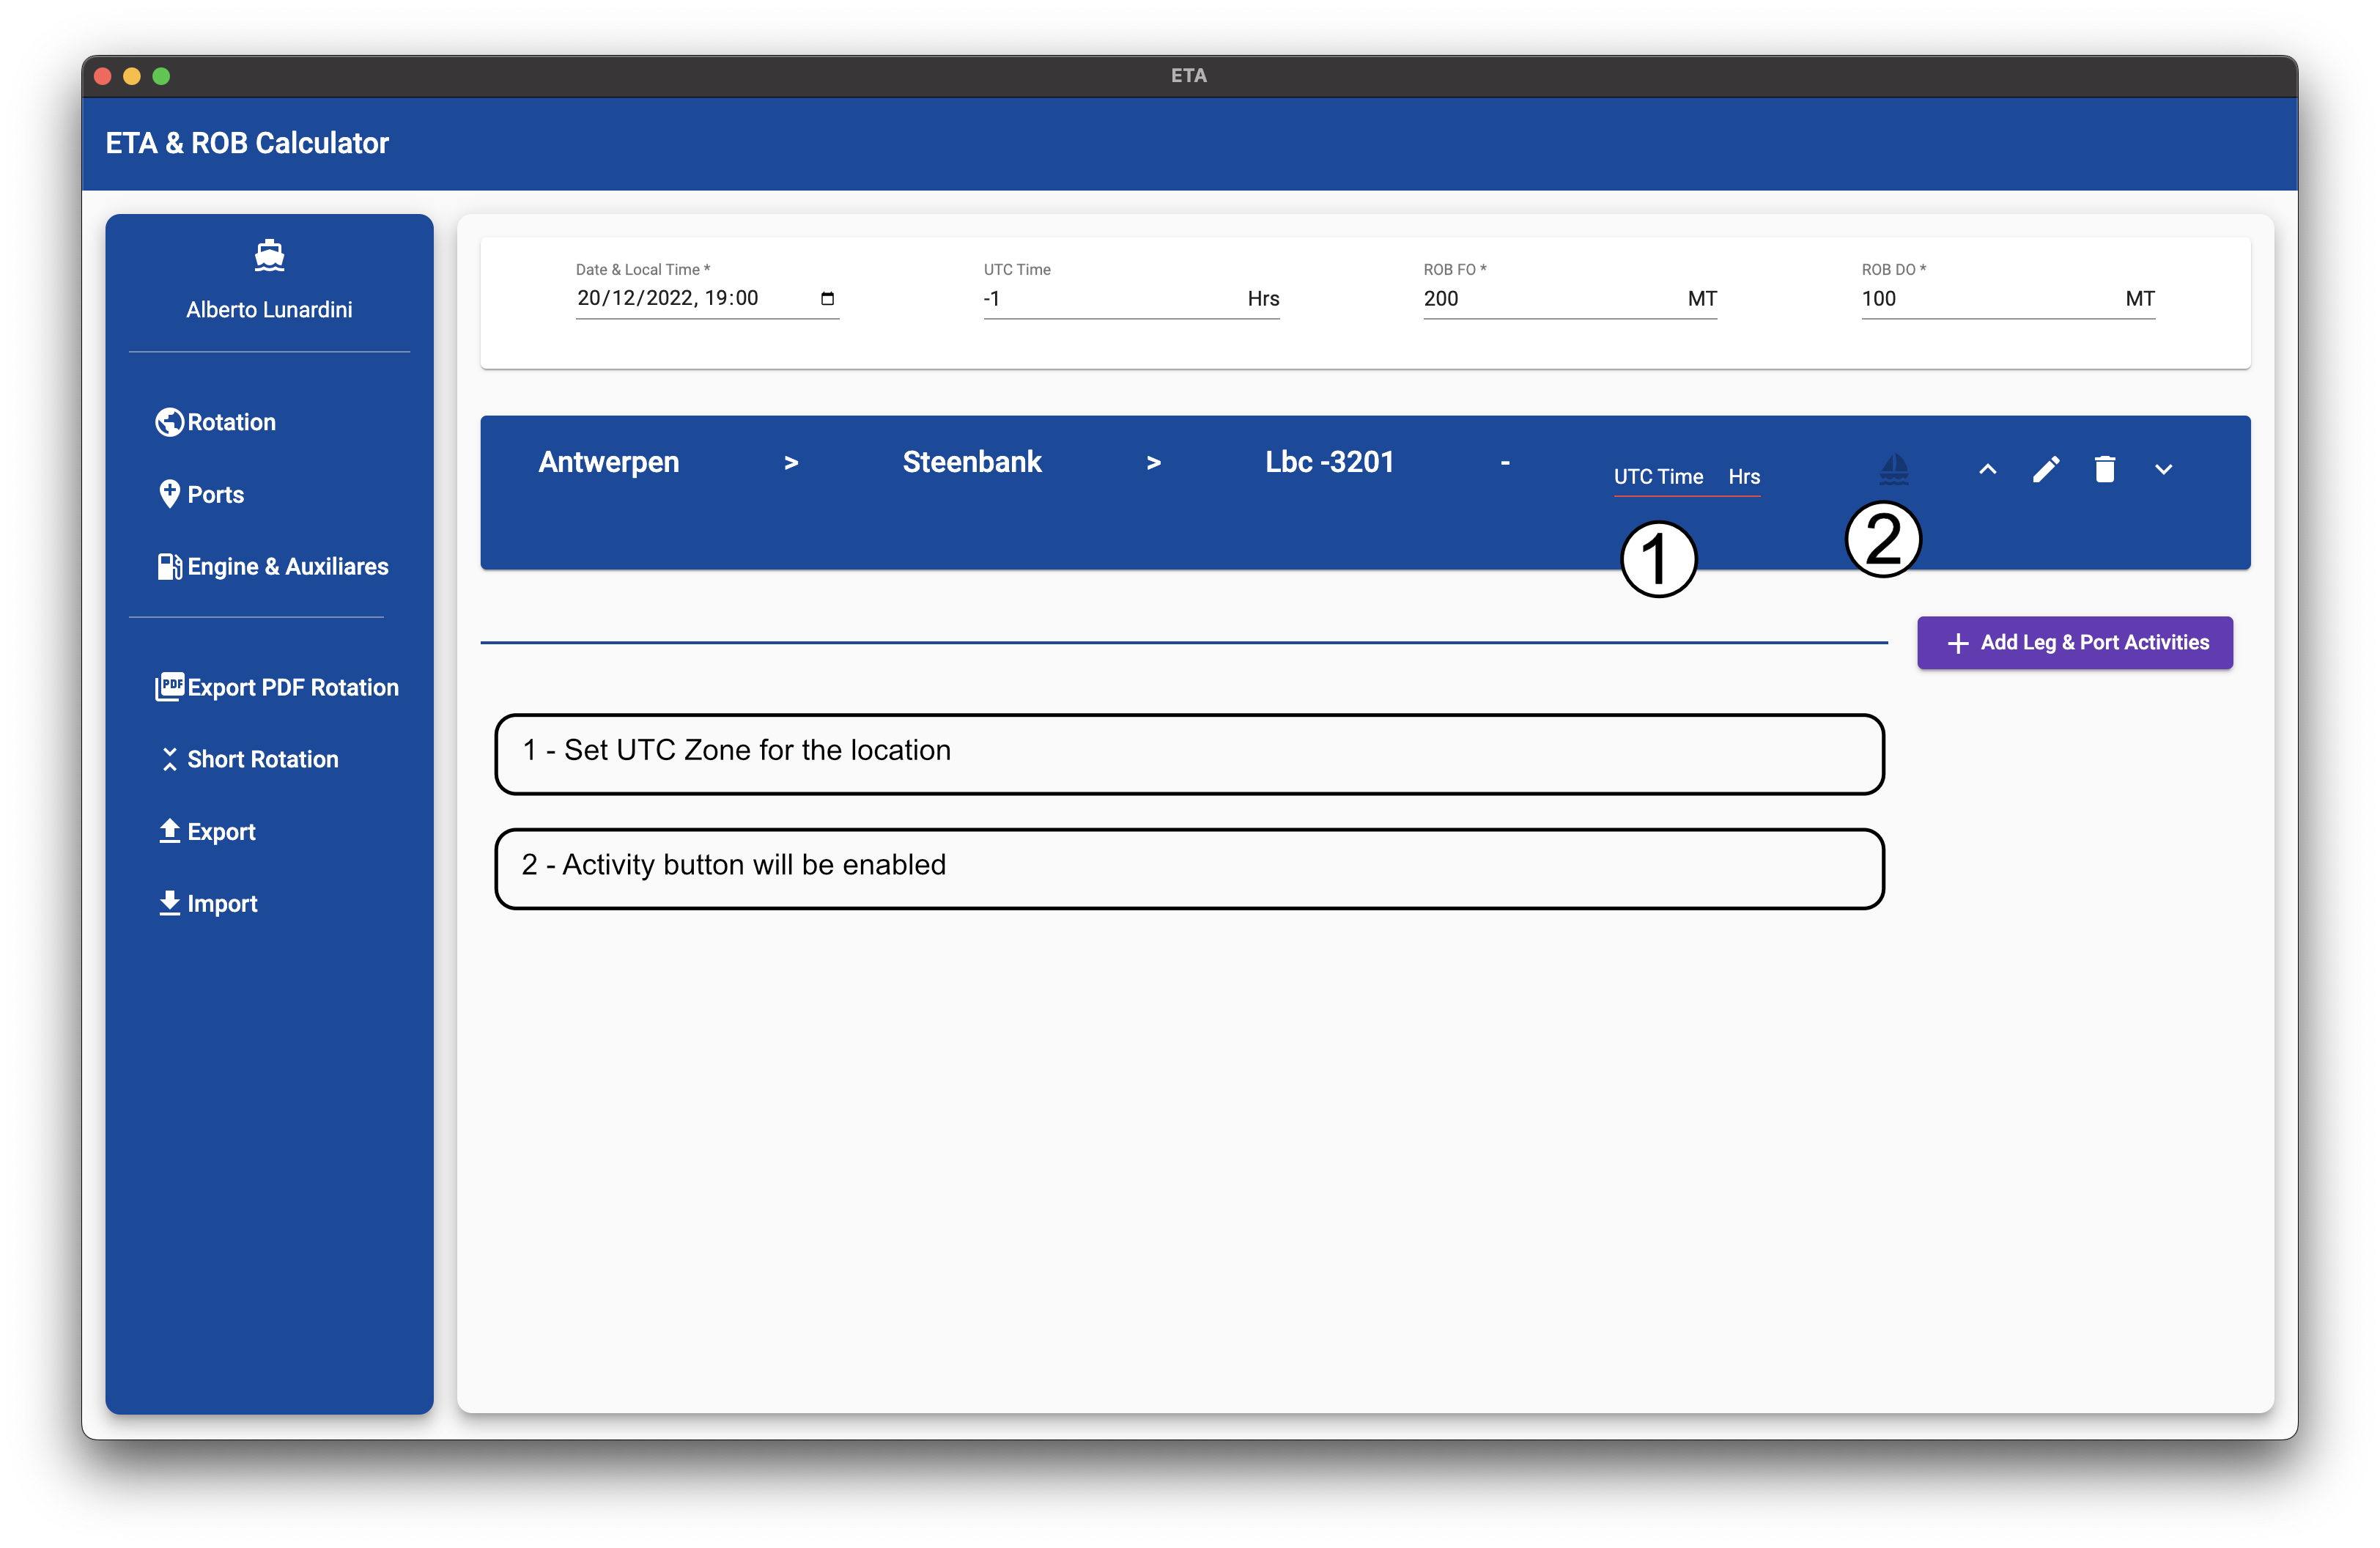 ETA
ETA & ROB Calculator
Alberto Lunardini
Rotation
Ports
Engine & Auxiliares
PDF Export PDF Rotation
Short Rotation
Export
Import
Date & Local Time * UTC Time ROB FO * ROB DO *
20/12/2022, 19:00 -1 Hrs 200 MT 100 MT
Antwerpen > Steenbank > Lbc -3201 - UTC Time Hrs
1 2
+ Add Leg & Port Activities
1 - Set UTC Zone for the location
2 - Activity button will be enabled